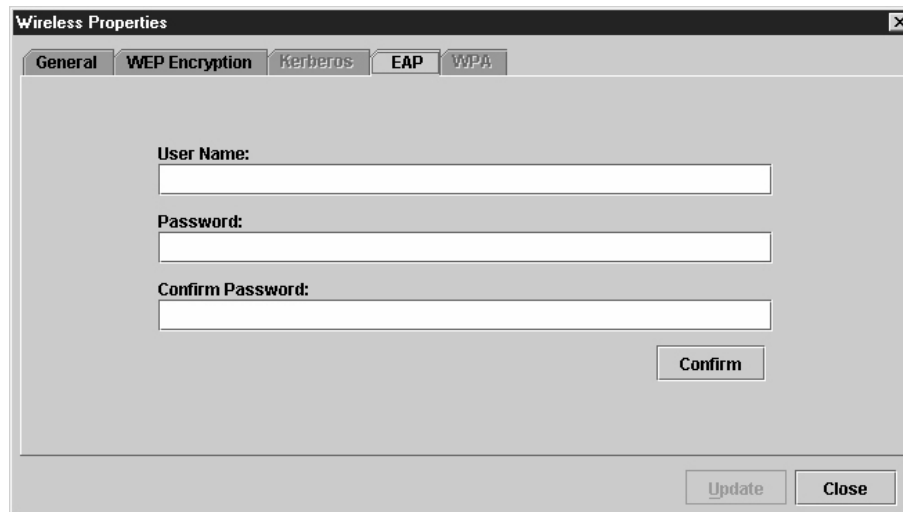 Wireless Properties
General WEP Encryption Kerberos EAP WPA
User Name:
Password:
Confirm Password:
Confirm
Update Close